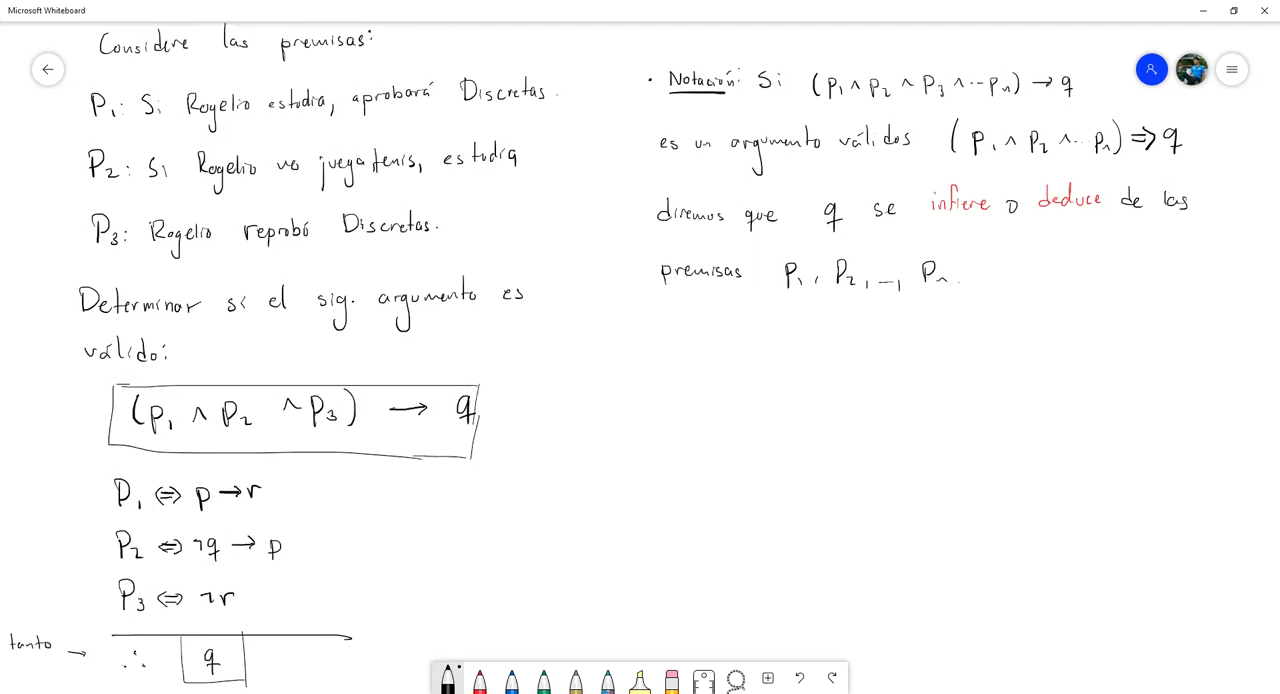 Microsoft Whiteboard
Considere las premisas:
P₁: Si Rogelio estudia, aprobará Discretas.
P₂: Si Rogelio no juega tenis, estudia
P₃: Rogelio reprobó Discretas.
Determinar si el sig. argumento es
válido:
(p₁ ∧ p₂ ∧ p₃) → q
P₁ ⇔ p → r
P₂ ⇔ ¬q → p
P₃ ⇔ ¬r
tanto → ∴ q
· Notación: Si (p₁ ∧ p₂ ∧ p₃ ∧ ... pₙ) → q
es un argumento válidos (p₁ ∧ p₂ ∧ ... pₙ) ⇒ q
diremos que q se infiere o deduce de las
premisas p₁, p₂, ..., pₙ.